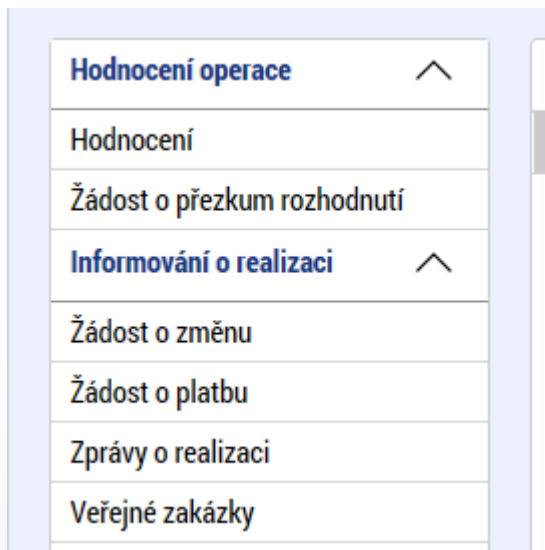 Hodnocení operace
Hodnocení
Žádost o přezkum rozhodnutí
Informování o realizaci
Žádost o změnu
Žádost o platbu
Zprávy o realizaci
Veřejné zakázky